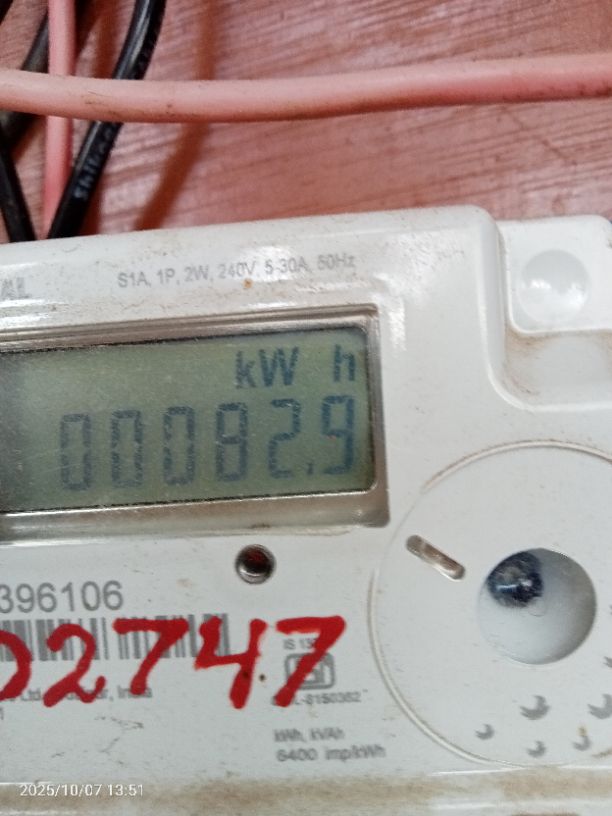 AL
S1A, 1P, 2W, 240V, 5-30A, 50Hz
kW h
00082.9
396106
02747
kWh, kVAh
6400 imp/kWh
2025/10/07 13:51